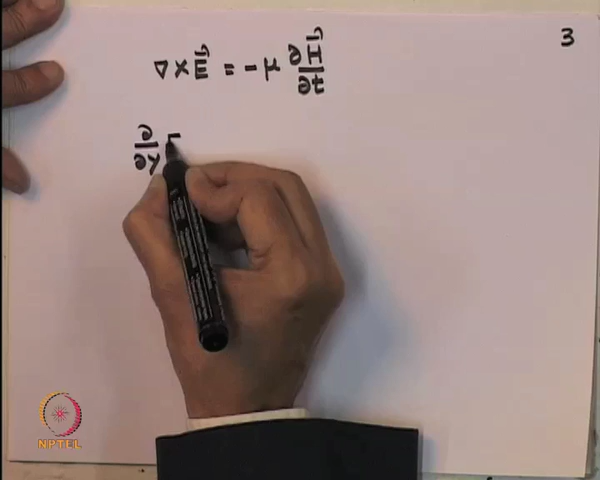 3
∇ × Ē = - μ ∂H̄/∂t
∂/∂x
NPTEL